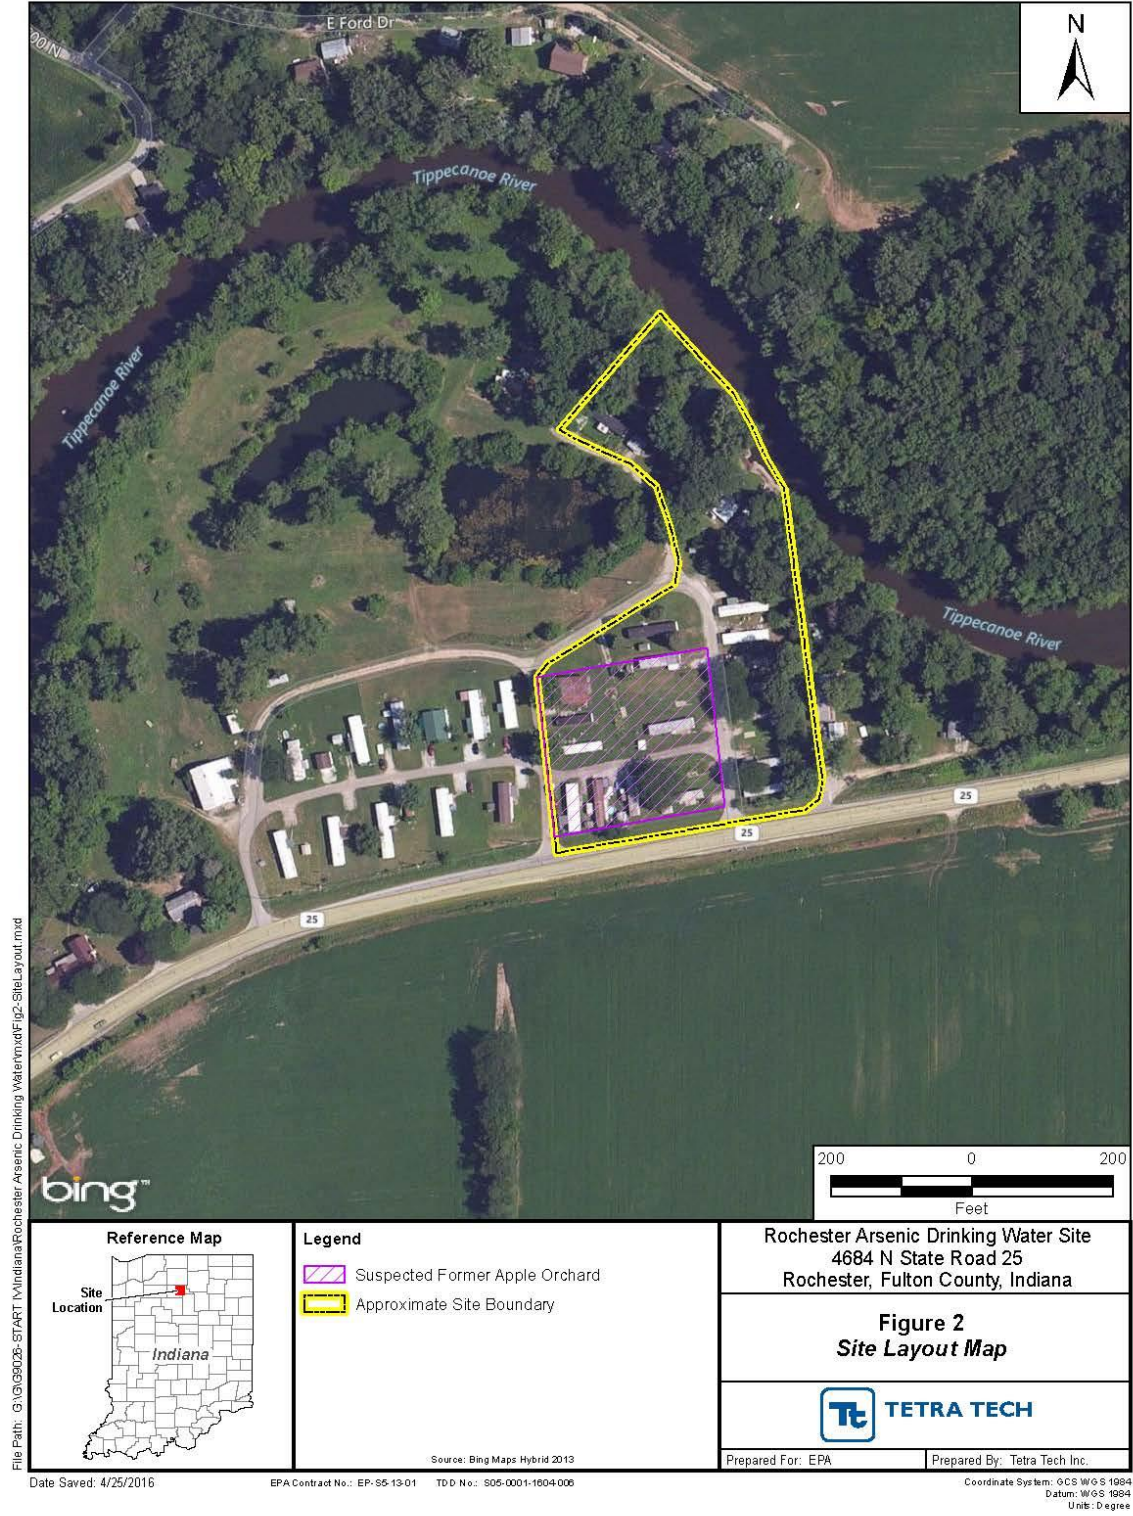 E Ford Dr
00 N
N
Tippecanoe River
Tippecanoe River
Tippecanoe River
25
25
25
bing™
200 0 200
Feet
File Path: G:\G\G9026-START IV\Indiana\Rochester Arsenic Drinking Water\mxd\Fig2-SiteLayout.mxd
Reference Map
Site
Location
Indiana
Legend
Suspected Former Apple Orchard
Approximate Site Boundary
Source: Bing Maps Hybrid 2013
Rochester Arsenic Drinking Water Site
4684 N State Road 25
Rochester, Fulton County, Indiana
Figure 2
Site Layout Map
Tt TETRA TECH
Prepared For: EPA
Prepared By: Tetra Tech Inc.
Date Saved: 4/25/2016
EPA Contract No.: EP-S5-13-01
TDD No.: S05-0001-1604-006
Coordinate System: GCS WGS 1984
Datum: WGS 1984
Units: Degree